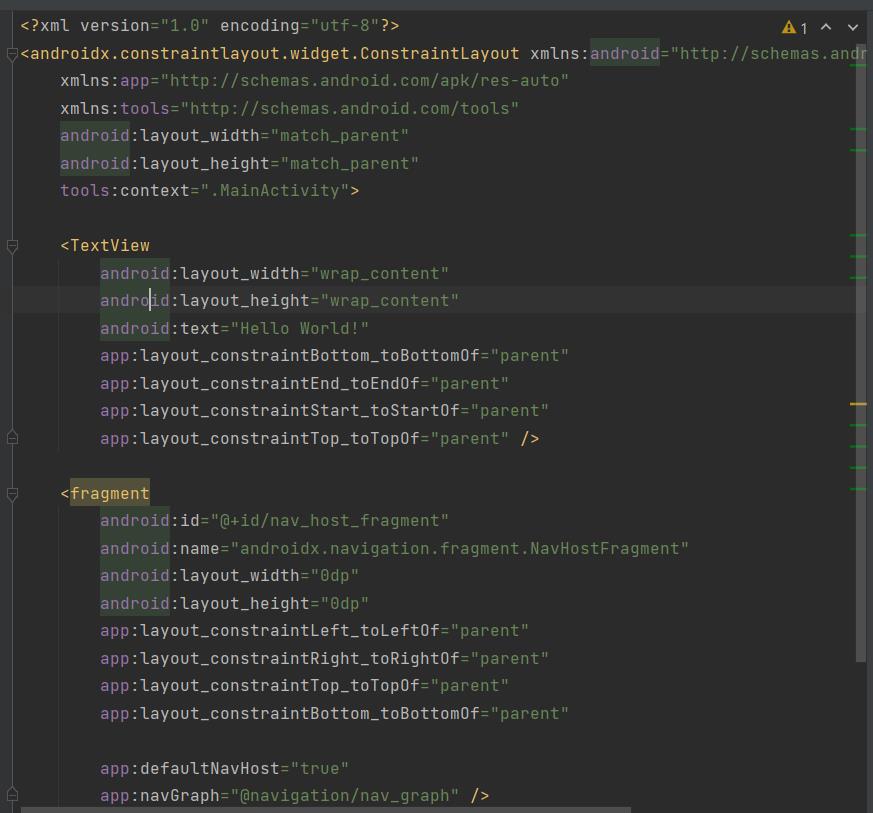 <?xml version="1.0" encoding="utf-8"?>
1
<androidx.constraintlayout.widget.ConstraintLayout xmlns:android="http://schemas.andr
xmlns:app="http://schemas.android.com/apk/res-auto"
xmlns:tools="http://schemas.android.com/tools"
android:layout_width="match_parent"
android:layout_height="match_parent"
tools:context=".MainActivity">
<TextView
android:layout_width="wrap_content"
android:layout_height="wrap_content"
android:text="Hello World!"
app:layout_constraintBottom_toBottomOf="parent"
app:layout_constraintEnd_toEndOf="parent"
app:layout_constraintStart_toStartOf="parent"
app:layout_constraintTop_toTopOf="parent" />
<fragment
android:id="@+id/nav_host_fragment"
android:name="androidx.navigation.fragment.NavHostFragment"
android:layout_width="0dp"
android:layout_height="0dp"
app:layout_constraintLeft_toLeftOf="parent"
app:layout_constraintRight_toRightOf="parent"
app:layout_constraintTop_toTopOf="parent"
app:layout_constraintBottom_toBottomOf="parent"
app:defaultNavHost="true"
app:navGraph="@navigation/nav_graph" />